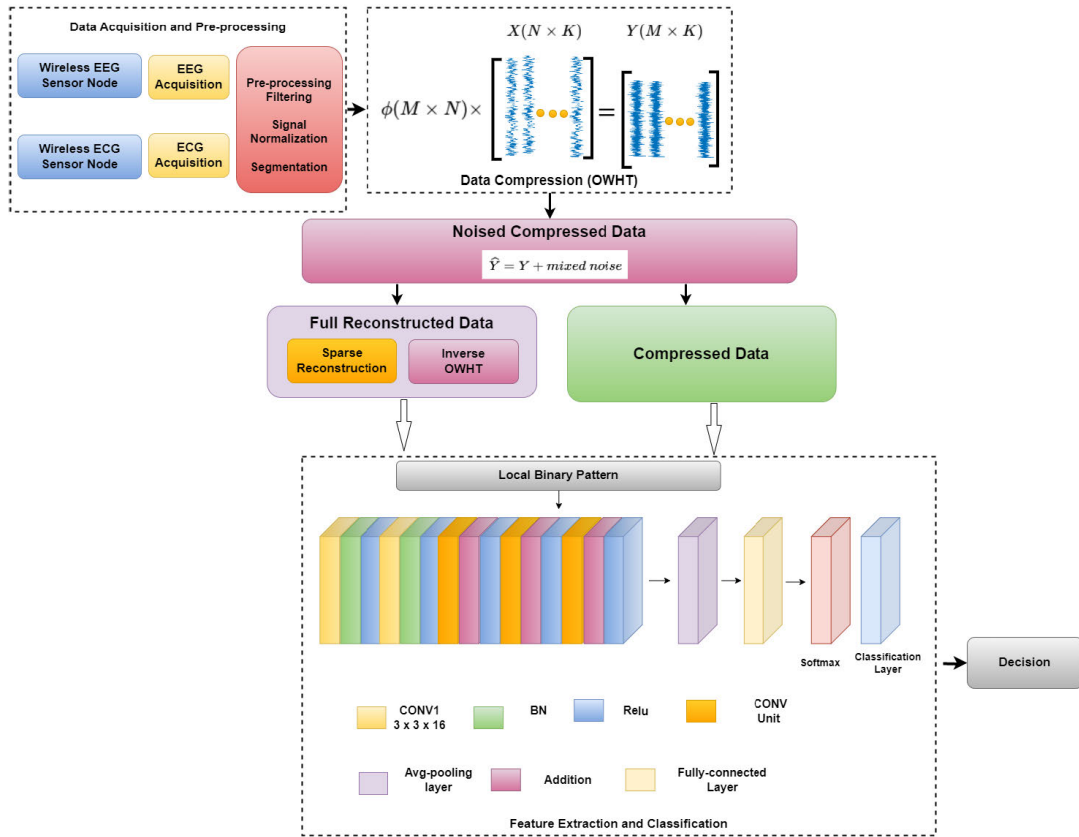 Data Acquisition and Pre-processing
Wireless EEG
Sensor Node
EEG
Acquisition
Wireless ECG
Sensor Node
ECG
Acquisition
Pre-processing
Filtering
Signal
Normalization
Segmentation
X(N × K)
Y(M × K)
ϕ(M × N)×
=
Data Compression (OWHT)
Noised Compressed Data
Ŷ = Y + mixed noise
Full Reconstructed Data
Sparse
Reconstruction
Inverse
OWHT
Compressed Data
Local Binary Pattern
Softmax
Classification
Layer
Decision
CONV1
3 x 3 x 16
BN
Relu
CONV
Unit
Avg-pooling
layer
Addition
Fully-connected
Layer
Feature Extraction and Classification